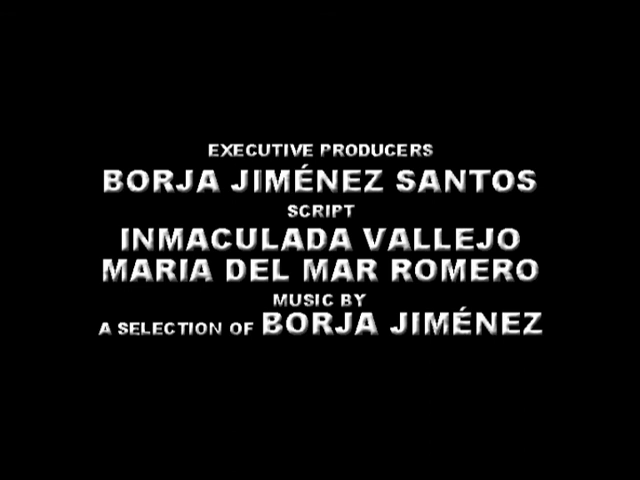 EXECUTIVE PRODUCERS
BORJA JIMÉNEZ SANTOS
SCRIPT
INMACULADA VALLEJO
MARIA DEL MAR ROMERO
MUSIC BY
A SELECTION OF BORJA JIMÉNEZ